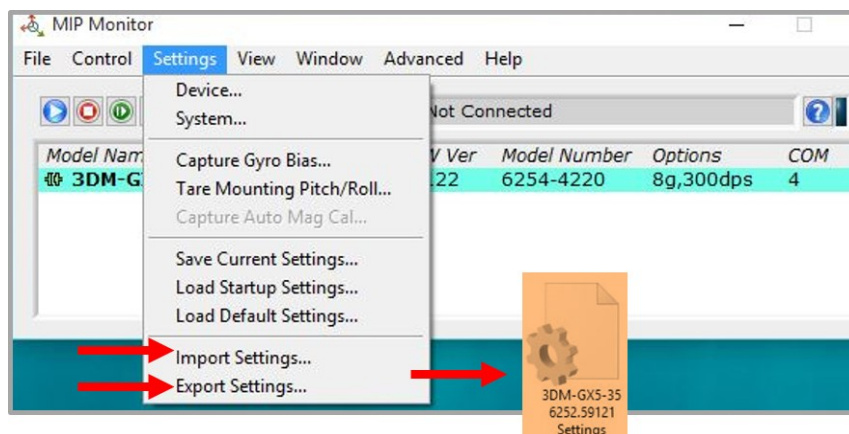 MIP Monitor
File Control Settings View Window Advanced Help
Device...
System...
Not Connected
Model Nam V Ver Model Number Options COM
3DM-G 22 6254-4220 8g,300dps 4
Capture Gyro Bias...
Tare Mounting Pitch/Roll...
Capture Auto Mag Cal...
Save Current Settings...
Load Startup Settings...
Load Default Settings...
Import Settings...
Export Settings...
3DM-GX5-35
6252.59121
Settings